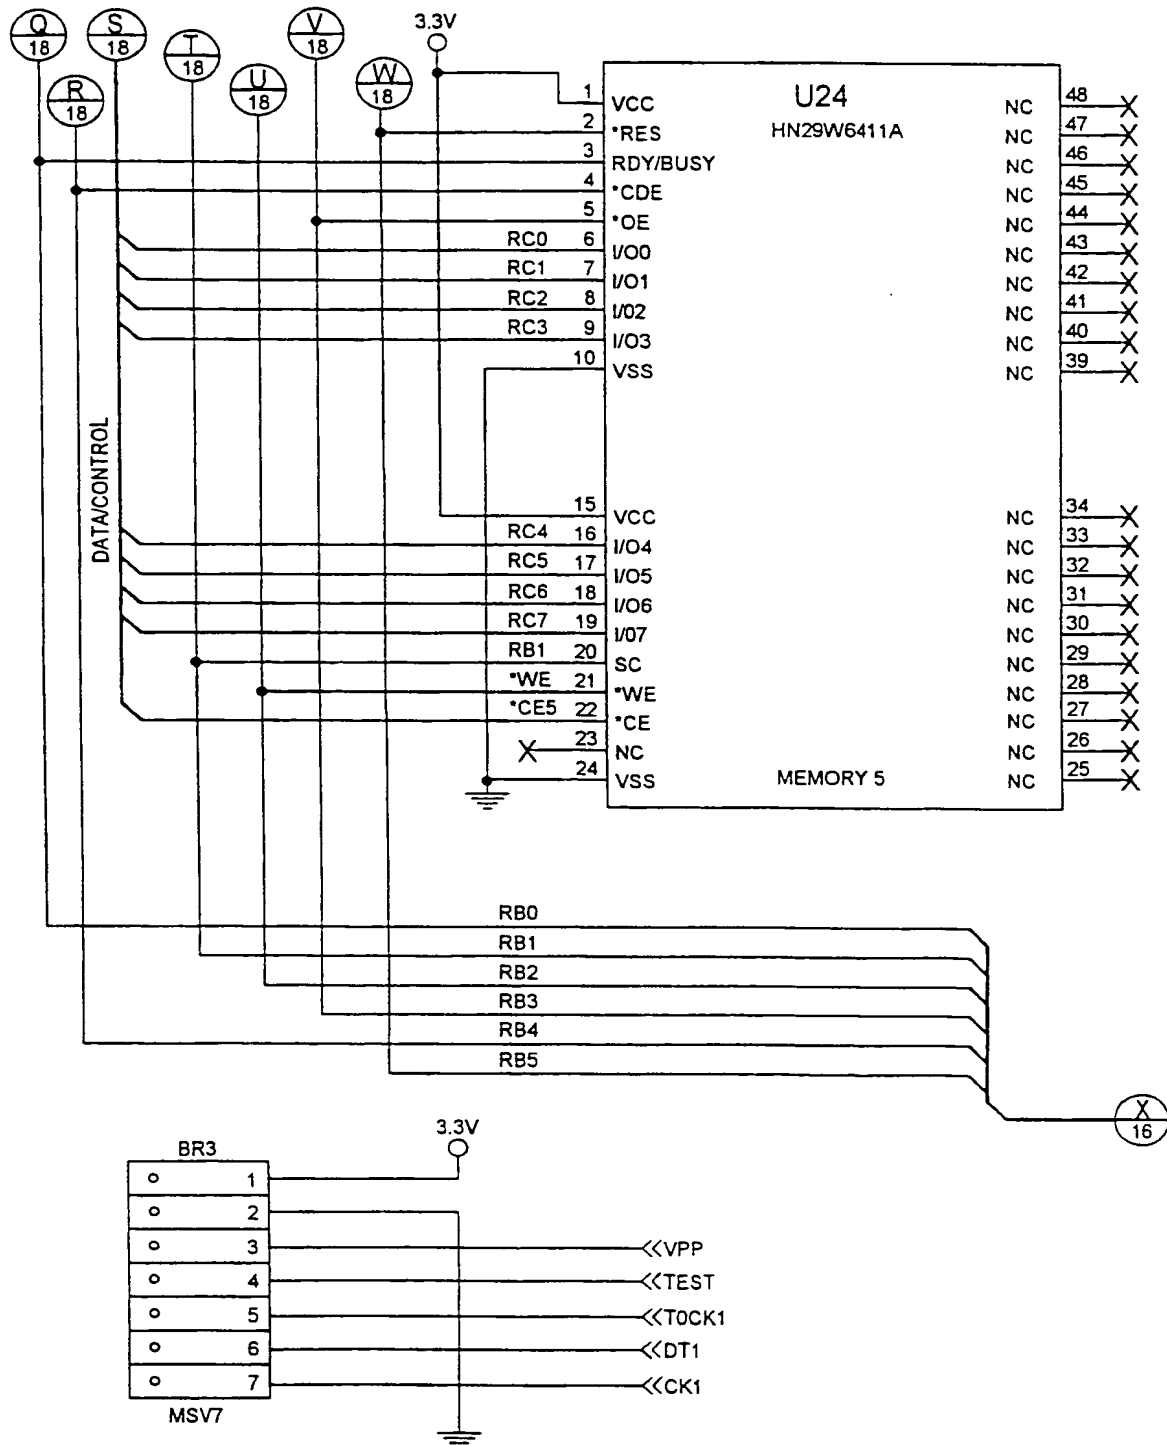 Q
18
S
18
T
18
V
18
3.3V
R
18
U
18
W
18
U24
HN29W6411A
1 VCC NC 48
2 *RES NC 47
3 RDY/BUSY NC 46
4 *CDE NC 45
5 *OE NC 44
RC0 6 I/O0 NC 43
RC1 7 I/O1 NC 42
RC2 8 I/02 NC 41
RC3 9 I/O3 NC 40
10 VSS NC 39
DATA/CONTROL
15 VCC NC 34
RC4 16 I/O4 NC 33
RC5 17 I/O5 NC 32
RC6 18 I/O6 NC 31
RC7 19 I/07 NC 30
RB1 20 SC NC 29
*WE 21 *WE NC 28
*CE5 22 *CE NC 27
23 NC NC 26
24 VSS MEMORY 5 NC 25
RB0
RB1
RB2
RB3
RB4
RB5
X
16
3.3V
BR3
1
2
3 <<VPP
4 <<TEST
5 <<T0CK1
6 <<DT1
7 <<CK1
MSV7